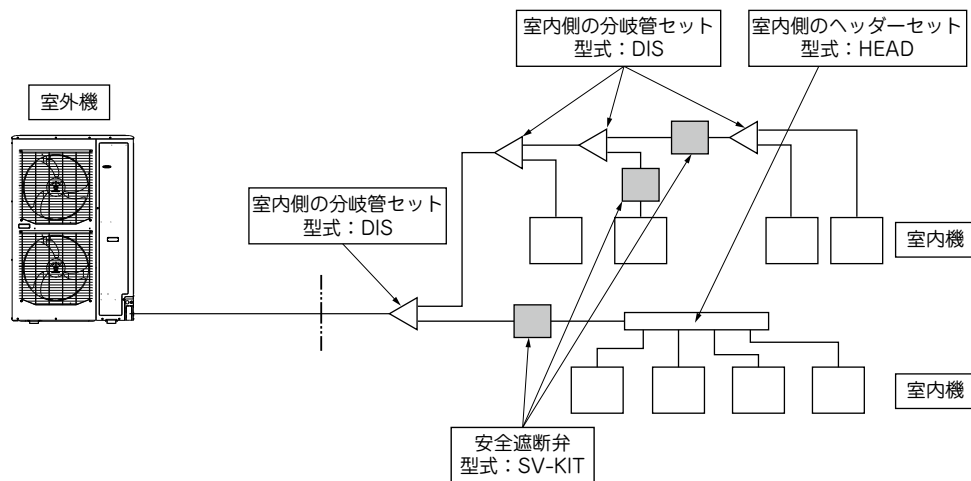 室内側の分岐管セット
型式：DIS
室内側のヘッダーセット
型式：HEAD
室外機
室内側の分岐管セット
型式：DIS
室内機
室内機
安全遮断弁
型式：SV-KIT